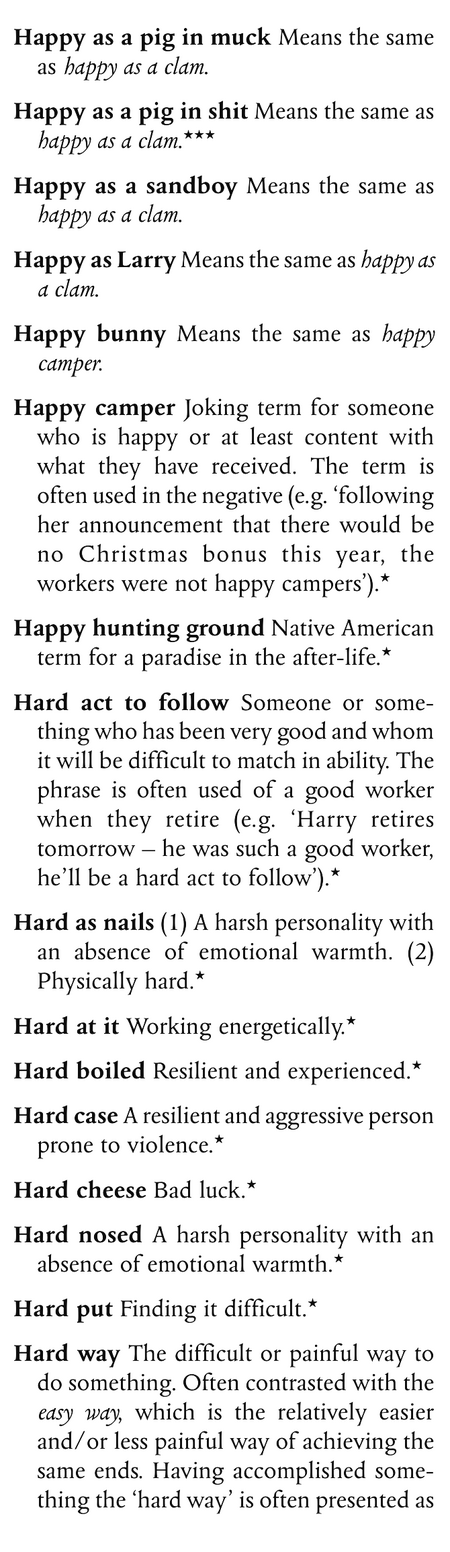 Happy as a pig in muck Means the same
as happy as a clam.
Happy as a pig in shit Means the same as
happy as a clam.★★★
Happy as a sandboy Means the same as
happy as a clam.
Happy as Larry Means the same as happy as
a clam.
Happy bunny Means the same as happy
camper.
Happy camper Joking term for someone
who is happy or at least content with
what they have received. The term is
often used in the negative (e.g. ‘following
her announcement that there would be
no Christmas bonus this year, the
workers were not happy campers’).★
Happy hunting ground Native American
term for a paradise in the after-life.★
Hard act to follow Someone or some-
thing who has been very good and whom
it will be difficult to match in ability. The
phrase is often used of a good worker
when they retire (e.g. ‘Harry retires
tomorrow – he was such a good worker,
he’ll be a hard act to follow’).★
Hard as nails (1) A harsh personality with
an absence of emotional warmth. (2)
Physically hard.★
Hard at it Working energetically.★
Hard boiled Resilient and experienced.★
Hard case A resilient and aggressive person
prone to violence.★
Hard cheese Bad luck.★
Hard nosed A harsh personality with an
absence of emotional warmth.★
Hard put Finding it difficult.★
Hard way The difficult or painful way to
do something. Often contrasted with the
easy way, which is the relatively easier
and/or less painful way of achieving the
same ends. Having accomplished some-
thing the ‘hard way’ is often presented as